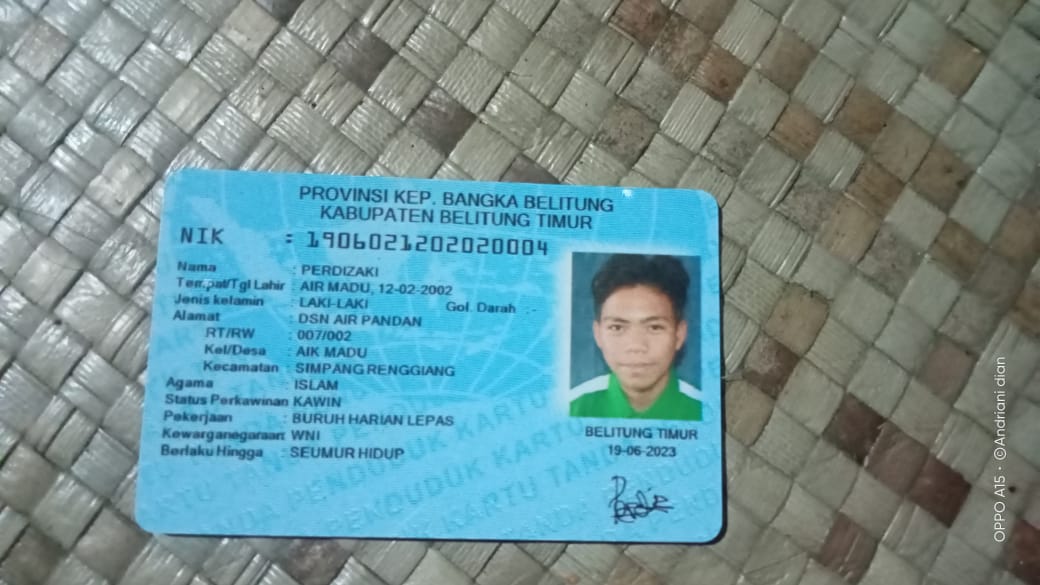 PROVINSI KEP. BANGKA BELITUNG
KABUPATEN BELITUNG TIMUR
NIK : 1906021202020004
Nama : PERDIZAKI
Tempat/Tgl Lahir : AIR MADU, 12-02-2002
Jenis kelamin : LAKI-LAKI Gol. Darah : -
Alamat : DSN AIR PANDAN
RT/RW : 007/002
Kel/Desa : AIK MADU
Kecamatan : SIMPANG RENGGIANG
Agama : ISLAM
Status Perkawinan KAWIN
Pekerjaan : BURUH HARIAN LEPAS
Kewarganegaraan WNI
Berlaku Hingga : SEUMUR HIDUP
BELITUNG TIMUR
19-06-2023
OPPO A15 · ©Andriani dian